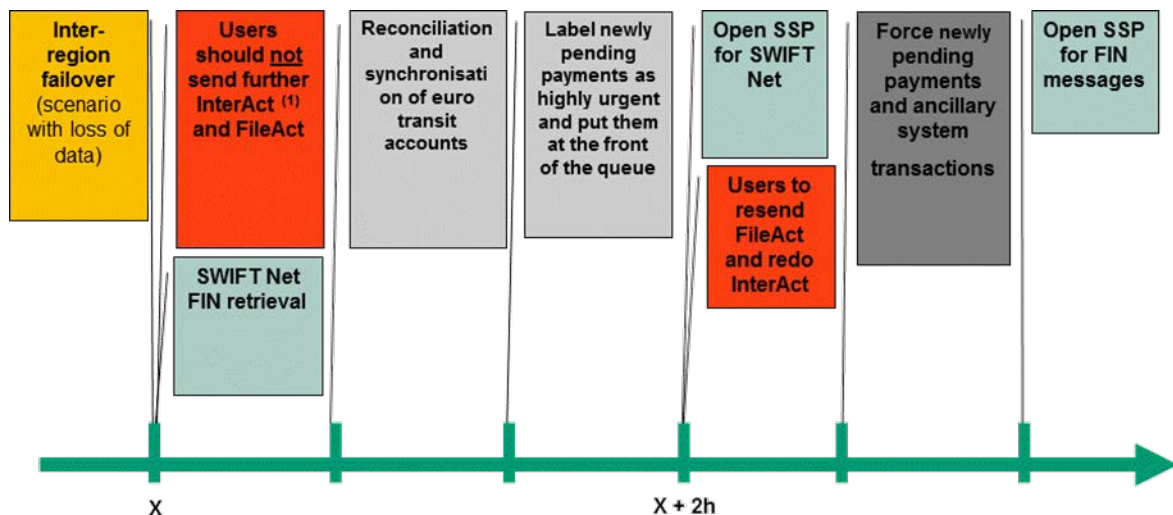 Inter-
region
failover
(scenario
with loss of
data)
Users
should not
send further
InterAct (1)
and FileAct
SWIFT Net
FIN retrieval
Reconciliation
and
synchronisati
on of euro
transit
accounts
Label newly
pending
payments as
highly urgent
and put them
at the front
of the queue
Open SSP
for SWIFT
Net
Users to
resend
FileAct
and redo
InterAct
Force newly
pending
payments
and ancillary
system
transactions
Open SSP
for FIN
messages
X
X + 2h